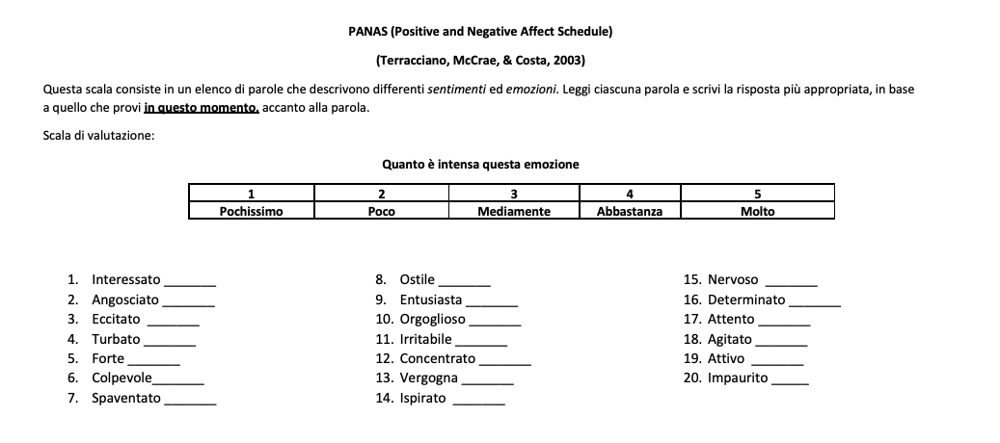 PANAS (Positive and Negative Affect Schedule)
(Terracciano, McCrae, & Costa, 2003)
Questa scala consiste in un elenco di parole che descrivono differenti sentimenti ed emozioni. Leggi ciascuna parola e scrivi la risposta più appropriata, in base
a quello che provi in questo momento, accanto alla parola.
Scala di valutazione:
Quanto è intensa questa emozione
1 2 3 4 5
Pochissimo Poco Mediamente Abbastanza Molto
1. Interessato _______
2. Angosciato _______
3. Eccitato _______
4. Turbato _______
5. Forte _______
6. Colpevole_______
7. Spaventato _______
8. Ostile _______
9. Entusiasta _______
10. Orgoglioso _______
11. Irritabile _______
12. Concentrato _______
13. Vergogna _______
14. Ispirato _______
15. Nervoso _______
16. Determinato _______
17. Attento _______
18. Agitato _______
19. Attivo _______
20. Impaurito _____